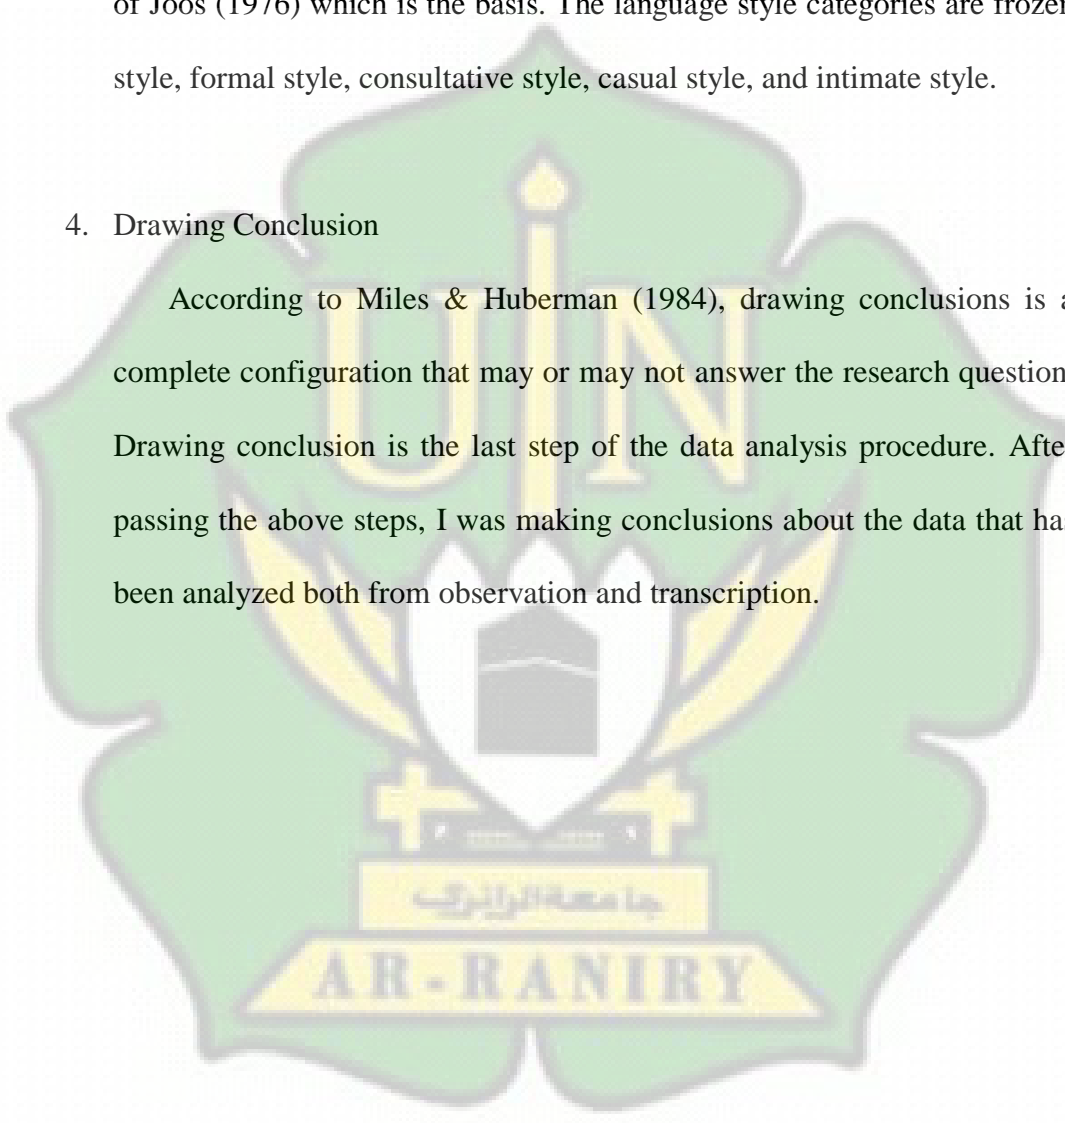 of Joos (1976) which is the basis. The language style categories are frozen
style, formal style, consultative style, casual style, and intimate style.
4. Drawing Conclusion
According to Miles & Huberman (1984), drawing conclusions is a
complete configuration that may or may not answer the research question
Drawing conclusion is the last step of the data analysis procedure. Afte
passing the above steps, I was making conclusions about the data that ha
been analyzed both from observation and transcription.
UIN
جامعة الرانري
AR-RANIRY